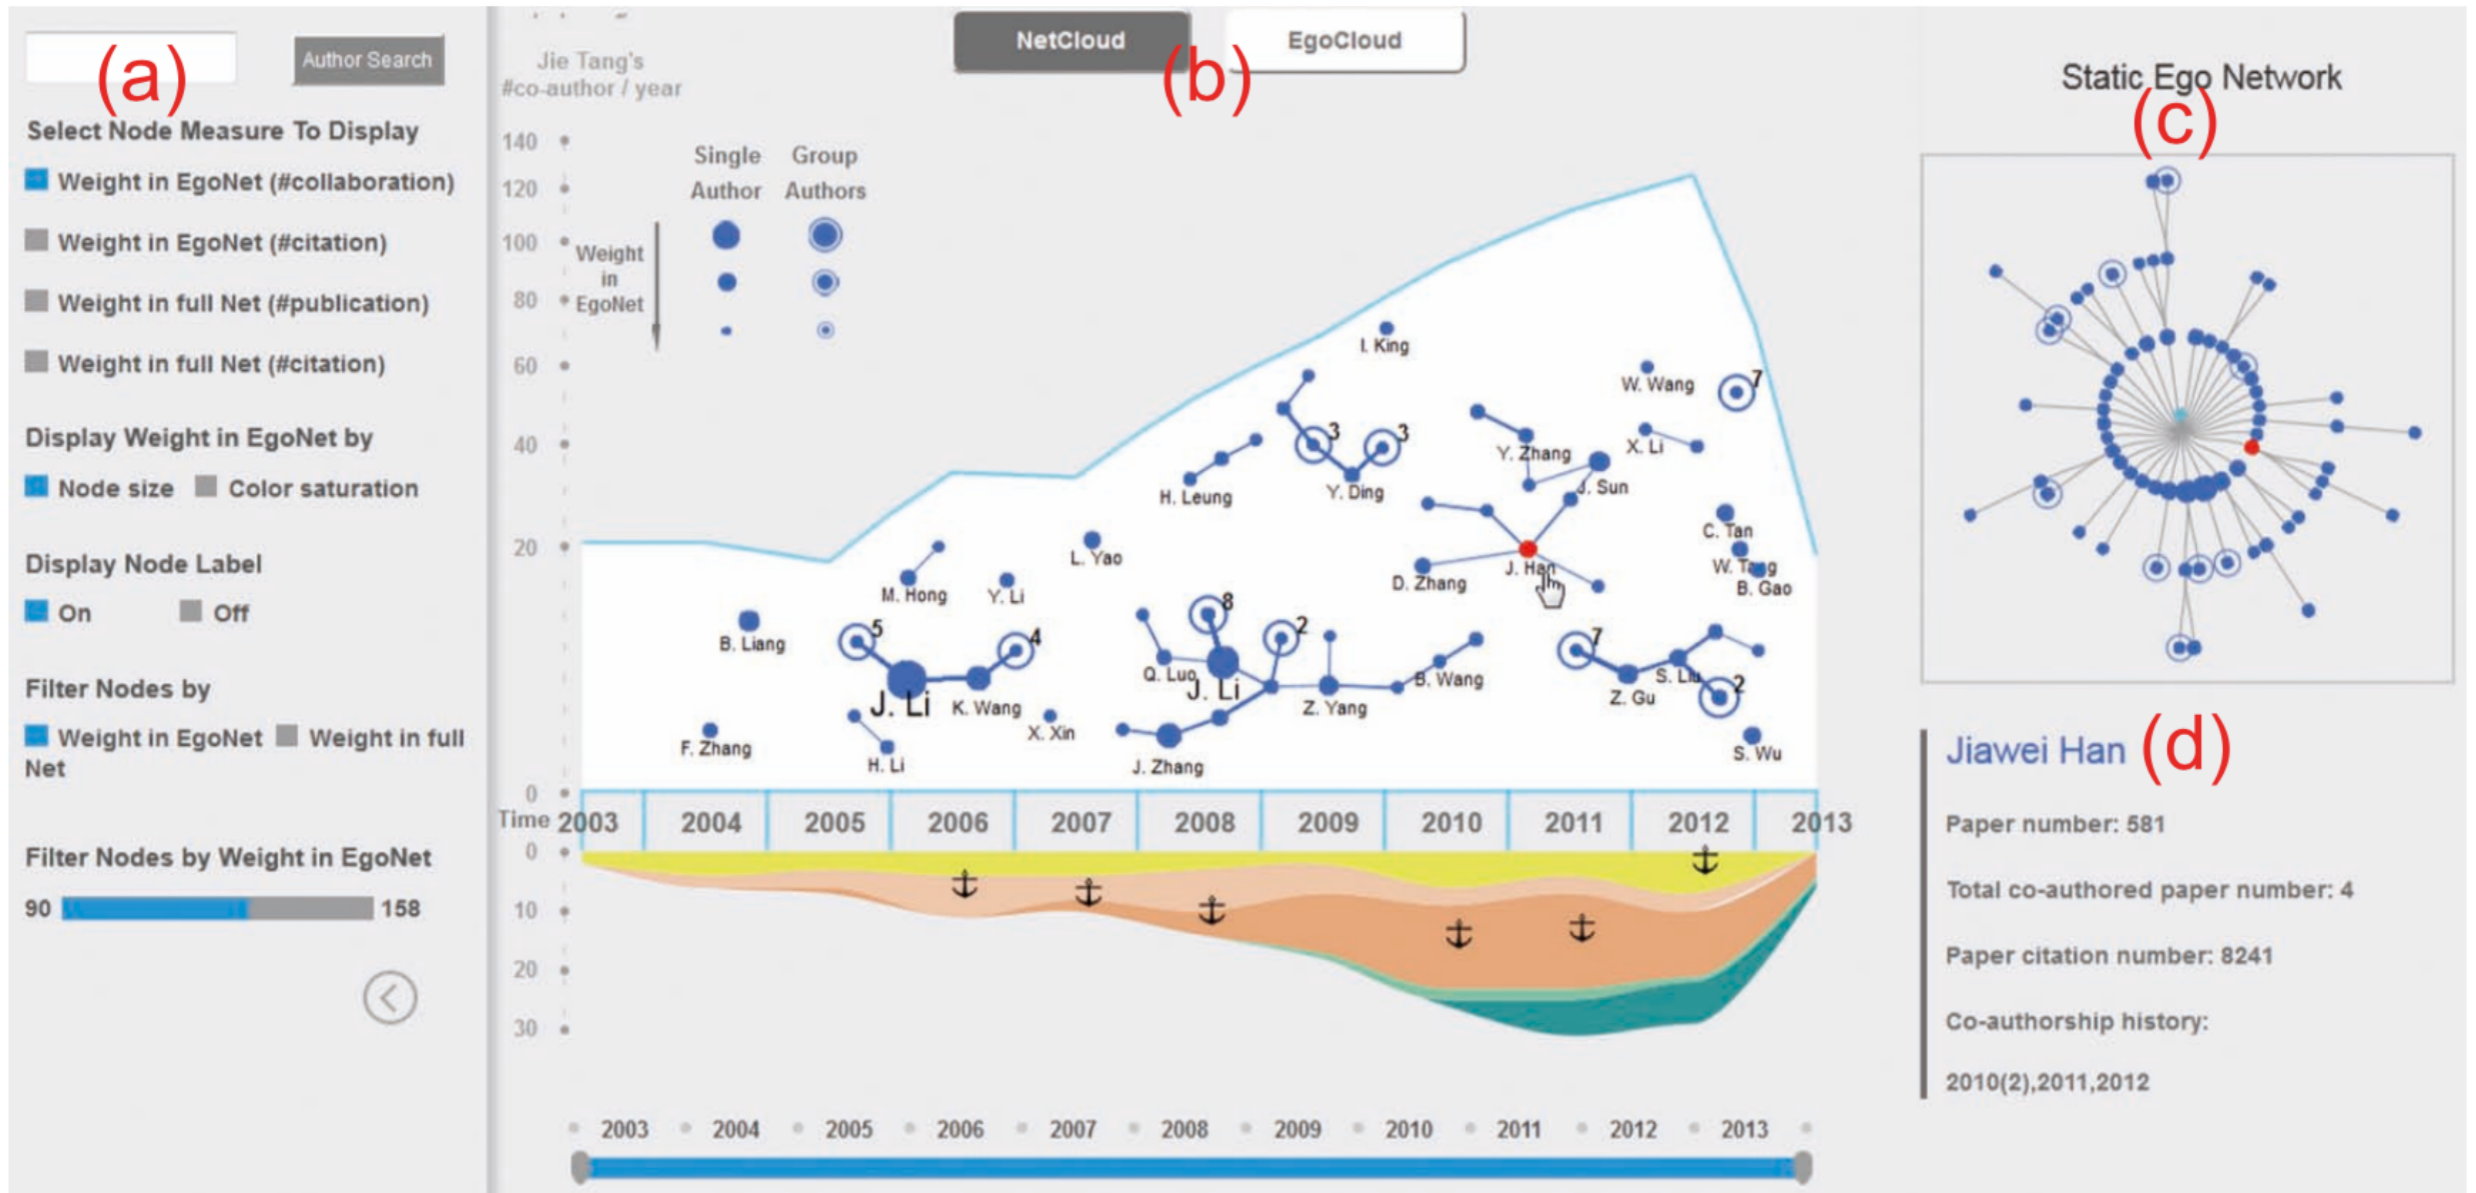 (a)
Author Search
Select Node Measure To Display
Weight in EgoNet (#collaboration)
Weight in EgoNet (#citation)
Weight in full Net (#publication)
Weight in full Net (#citation)
Display Weight in EgoNet by
Node size Color saturation
Display Node Label
On Off
Filter Nodes by
Weight in EgoNet Weight in full
Net
Filter Nodes by Weight in EgoNet
90 158
NetCloud (b) EgoCloud
Jie Tang's
#co-author / year
140
120
100
80
60
40
20
0
Single Group
Author Authors
Weight
in
EgoNet
I. King
W. Wang
7
3
3
Y. Zhang
X. Li
H. Leung
Y. Ding
J. Sun
C. Tan
L. Yao
W. Tang
M. Hong
Y. Li
D. Zhang
J. Han
B. Gao
8
5
4
2
7
B. Liang
Q. Luo
B. Wang
S. Liu
2
J. Li
K. Wang
J. Li
Z. Yang
Z. Gu
X. Xin
F. Zhang
H. Li
J. Zhang
S. Wu
Time 2003 2004 2005 2006 2007 2008 2009 2010 2011 2012 2013
0
10
20
30
2003 2004 2005 2006 2007 2008 2009 2010 2011 2012 2013
Static Ego Network
(c)
Jiawei Han (d)
Paper number: 581
Total co-authored paper number: 4
Paper citation number: 8241
Co-authorship history:
2010(2),2011,2012